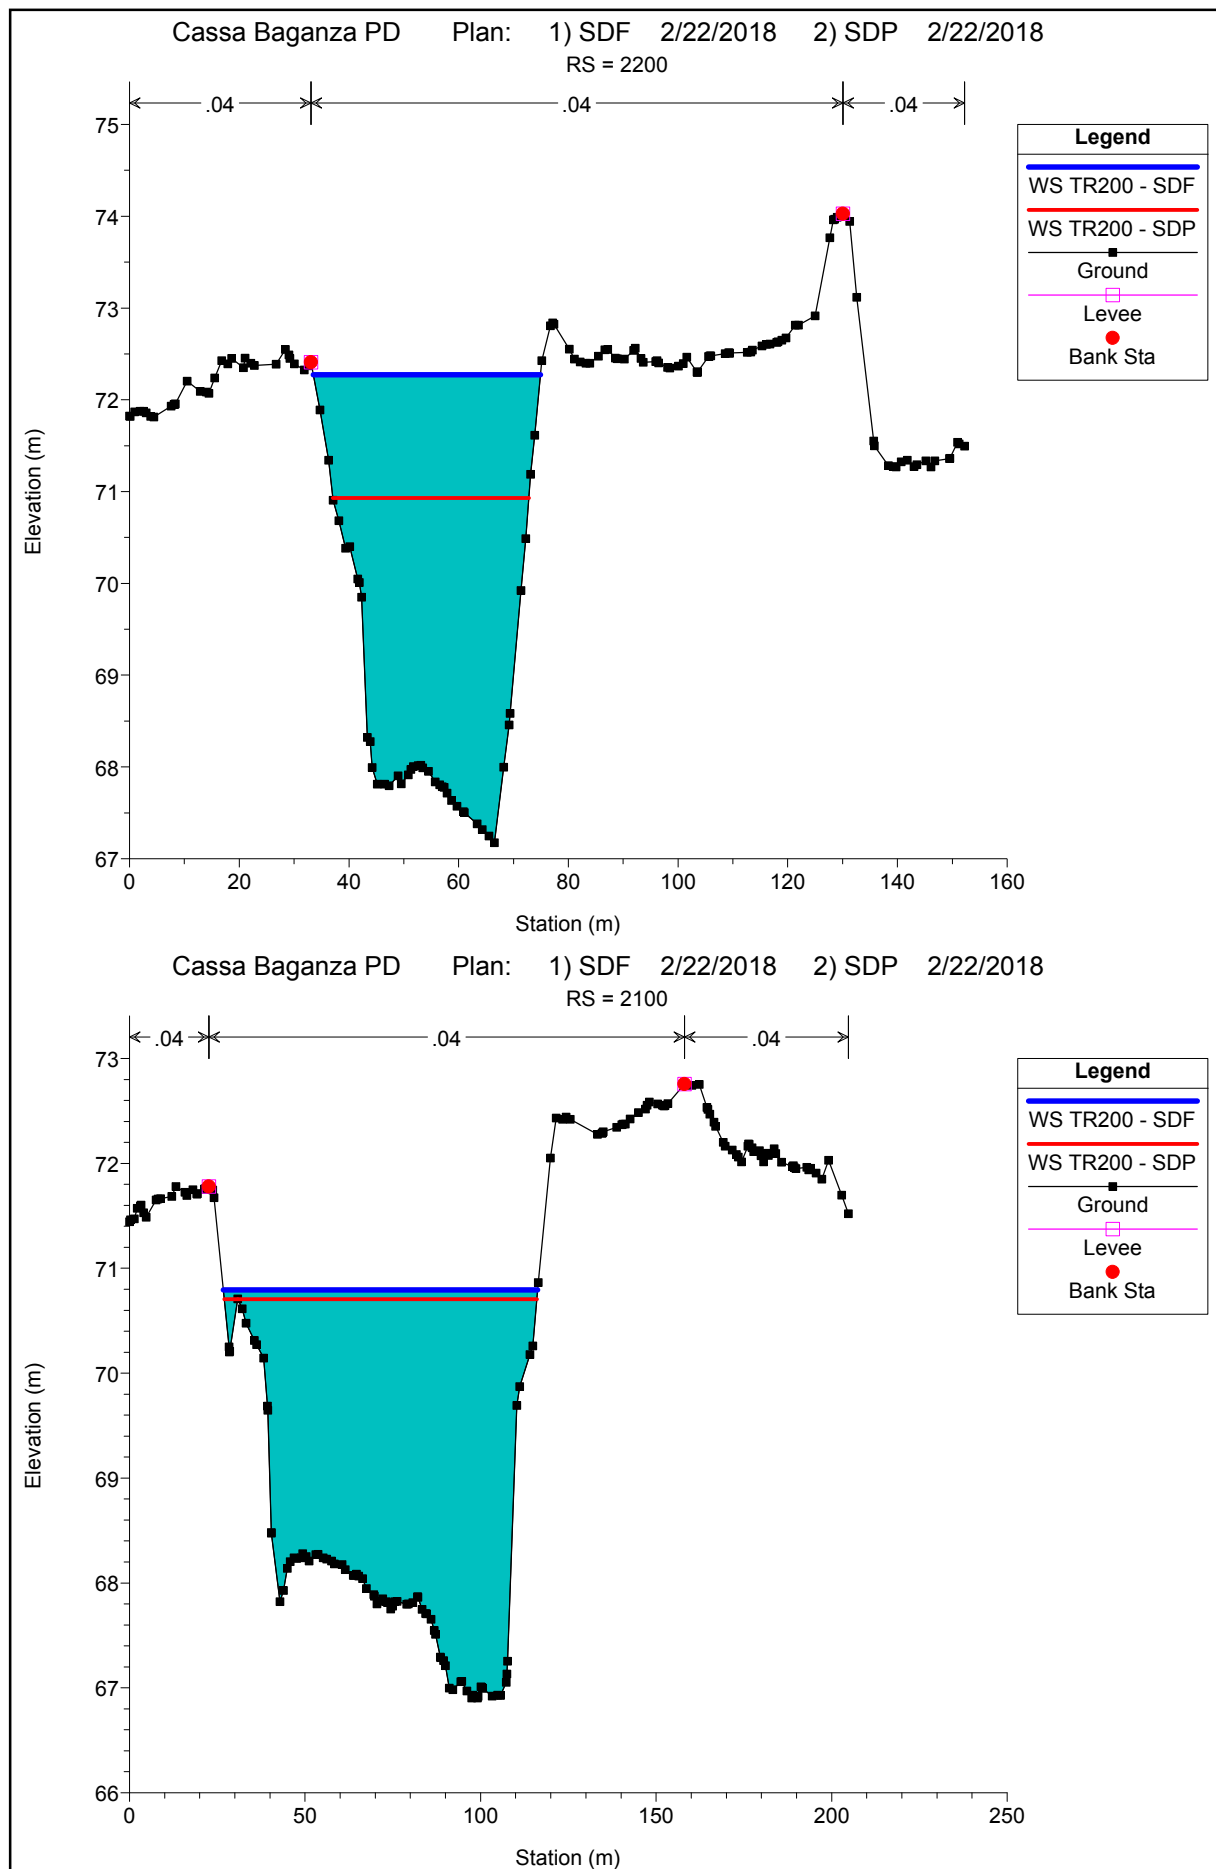 Cassa Baganza PD Plan: 1) SDF 2/22/2018 2) SDP 2/22/2018
RS = 2200
.04 .04 .04
75
74
73
72
71
70
69
68
67
Elevation (m)
0 20 40 60 80 100 120 140 160
Station (m)
Legend
WS TR200 - SDF
WS TR200 - SDP
Ground
Levee
Bank Sta
Cassa Baganza PD Plan: 1) SDF 2/22/2018 2) SDP 2/22/2018
RS = 2100
.04 .04 .04
73
72
71
70
69
68
67
66
Elevation (m)
0 50 100 150 200 250
Station (m)
Legend
WS TR200 - SDF
WS TR200 - SDP
Ground
Levee
Bank Sta